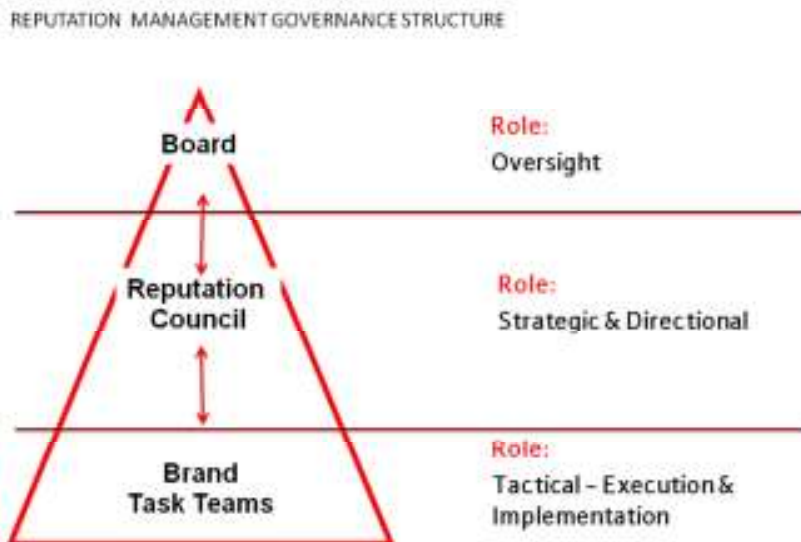 REPUTATION MANAGEMENT GOVERNANCE STRUCTURE
Board
Role:
Oversight
Reputation
Council
Role:
Strategic & Directional
Brand
Task Teams
Role:
Tactical – Execution &
Implementation